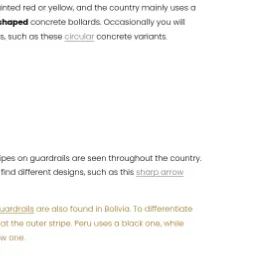 inted red or yellow, and the country mainly uses a
shaped concrete bollards. Occasionally you will
s, such as these circular concrete variants.
ipes on guardrails are seen throughout the country.
find different designs, such as this sharp arrow
uardrails are also found in Bolivia. To differentiate
at the outer stripe. Peru uses a black one, while
w one.